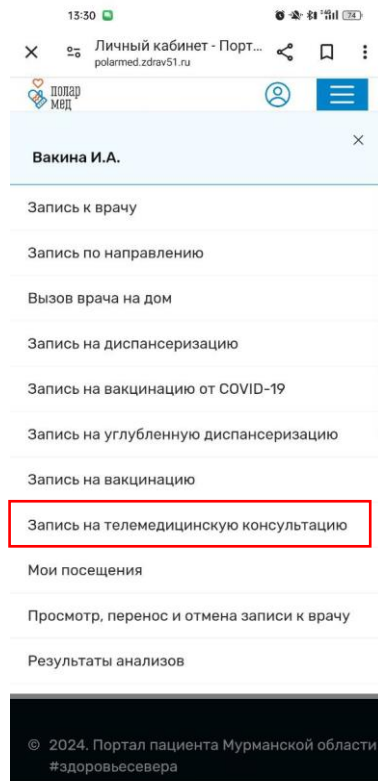 13:30
74
Личный кабинет - Порт...
polarmed.zdrav51.ru
полар
мед
Вакина И.А.
Запись к врачу
Запись по направлению
Вызов врача на дом
Запись на диспансеризацию
Запись на вакцинацию от COVID-19
Запись на углубленную диспансеризацию
Запись на вакцинацию
Запись на телемедицинскую консультацию
Мои посещения
Просмотр, перенос и отмена записи к врачу
Результаты анализов
© 2024. Портал пациента Мурманской области
#здоровьесевера